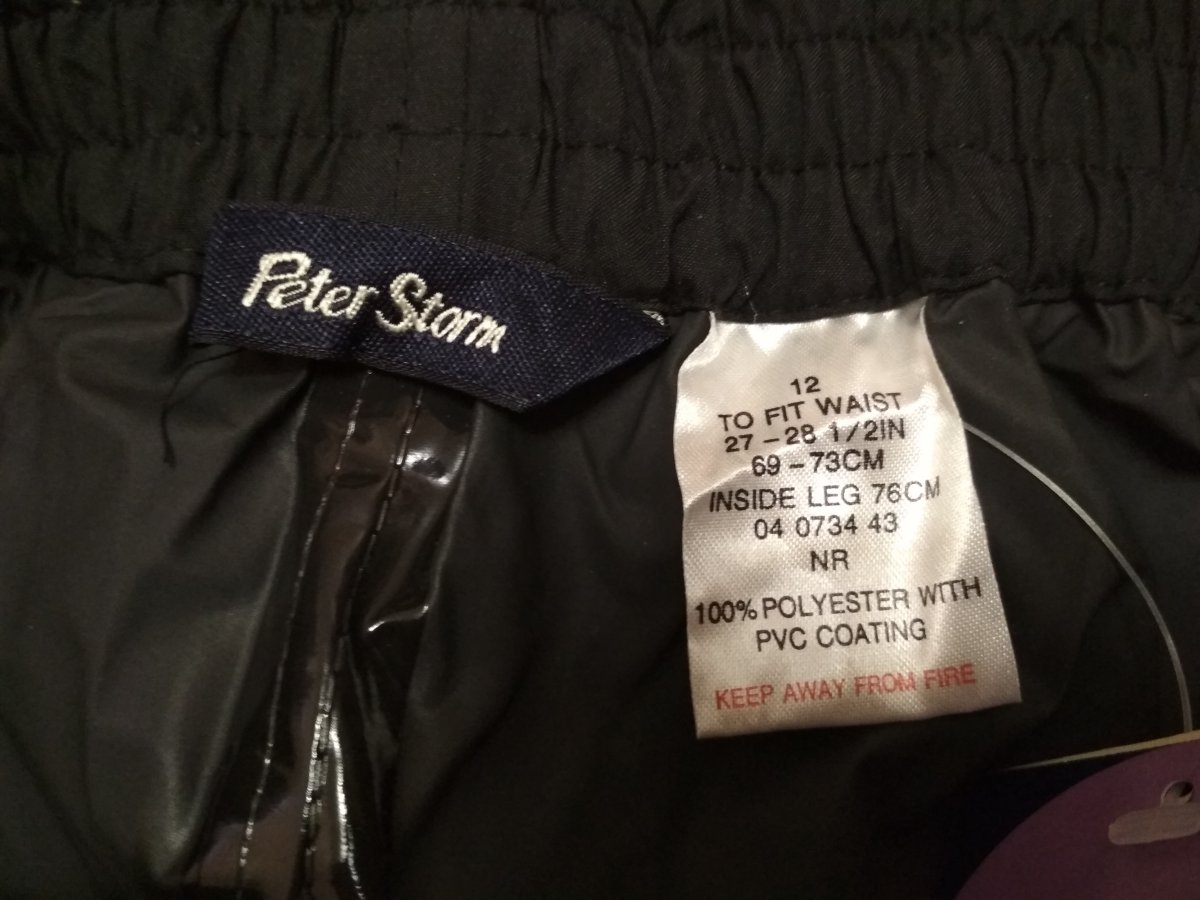 Peter Storm
®
12
TO FIT WAIST
27-28 1/2IN
69-73CM
INSIDE LEG 76CM
04 0734 43
NR
100% POLYESTER WITH
PVC COATING
KEEP AWAY FROM FIRE